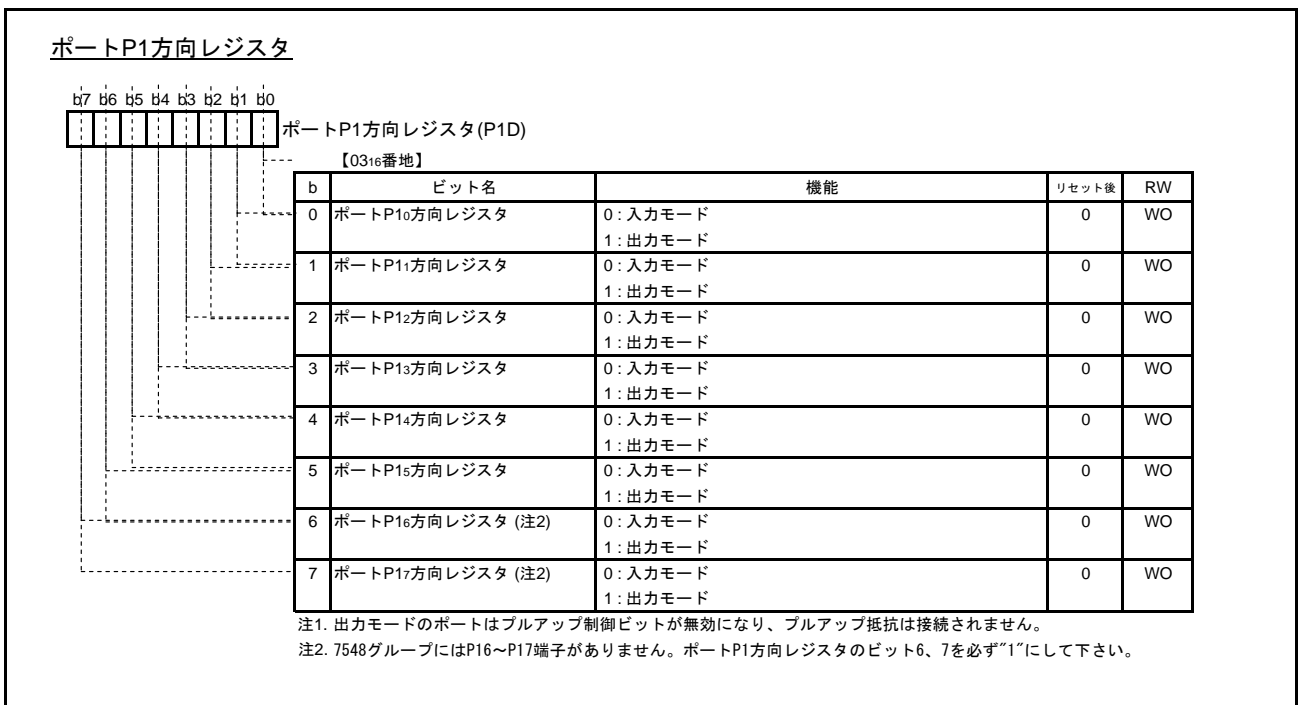 ポートP1方向レジスタ
b7 b6 b5 b4 b3 b2 b1 b0
ポートP1方向レジスタ(P1D)
【0316番地】
b ビット名 機能 リセット後 RW
0 ポートP10方向レジスタ 0 : 入力モード 0 WO
1 : 出力モード
1 ポートP11方向レジスタ 0 : 入力モード 0 WO
1 : 出力モード
2 ポートP12方向レジスタ 0 : 入力モード 0 WO
1 : 出力モード
3 ポートP13方向レジスタ 0 : 入力モード 0 WO
1 : 出力モード
4 ポートP14方向レジスタ 0 : 入力モード 0 WO
1 : 出力モード
5 ポートP15方向レジスタ 0 : 入力モード 0 WO
1 : 出力モード
6 ポートP16方向レジスタ (注2) 0 : 入力モード 0 WO
1 : 出力モード
7 ポートP17方向レジスタ (注2) 0 : 入力モード 0 WO
1 : 出力モード
注1. 出力モードのポートはプルアップ制御ビットが無効になり、プルアップ抵抗は接続されません。
注2. 7548グループにはP16～P17端子がありません。ポートP1方向レジスタのビット6、7を必ず"1"にして下さい。